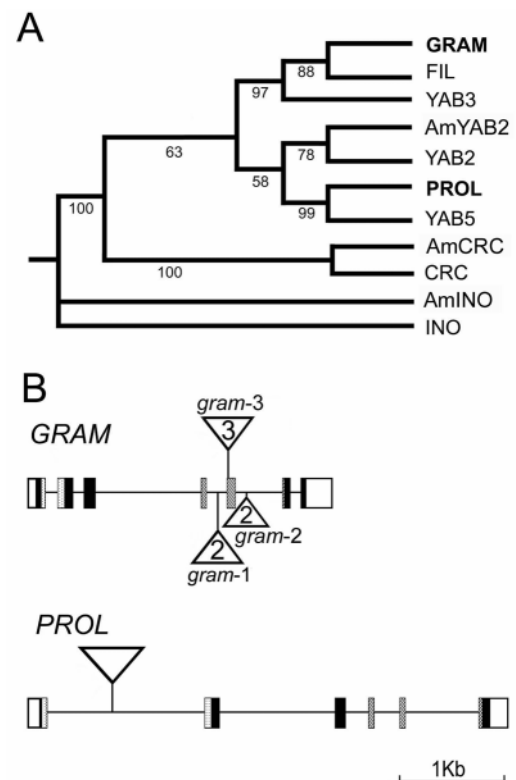 A
GRAM
88
FIL
97
YAB3
AmYAB2
63
78
YAB2
58
PROL
100
99
YAB5
AmCRC
100
CRC
AmINO
INO
B
gram-3
GRAM
3
2
gram-2
2
gram-1
PROL
1Kb